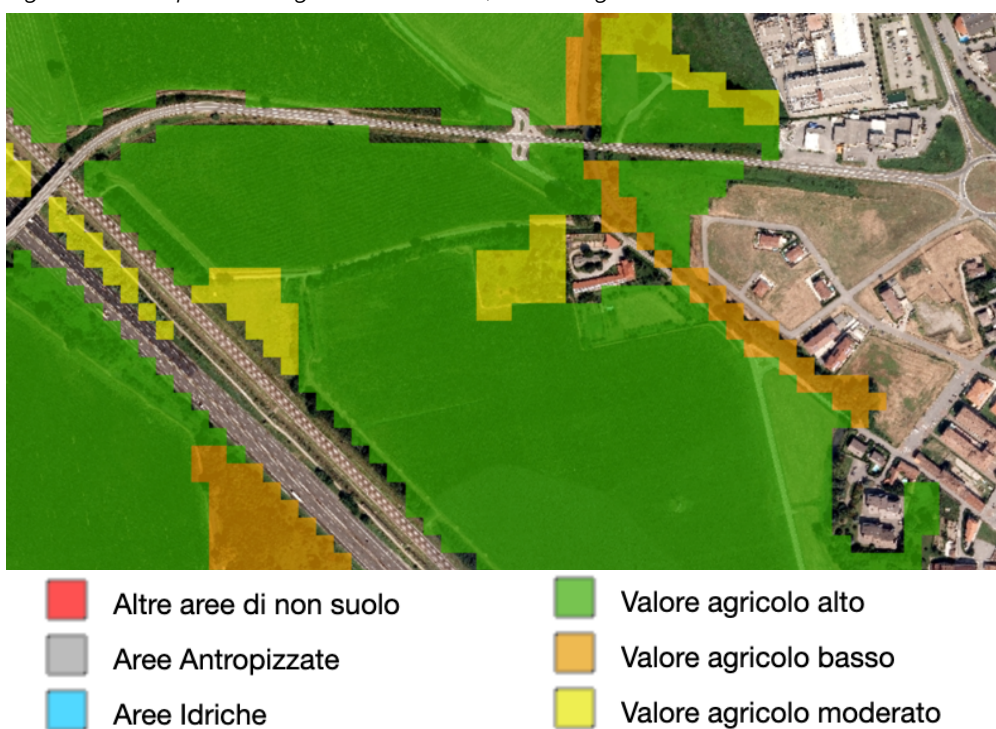 Altre aree di non suolo
Aree Antropizzate
Aree Idriche
Valore agricolo alto
Valore agricolo basso
Valore agricolo moderato